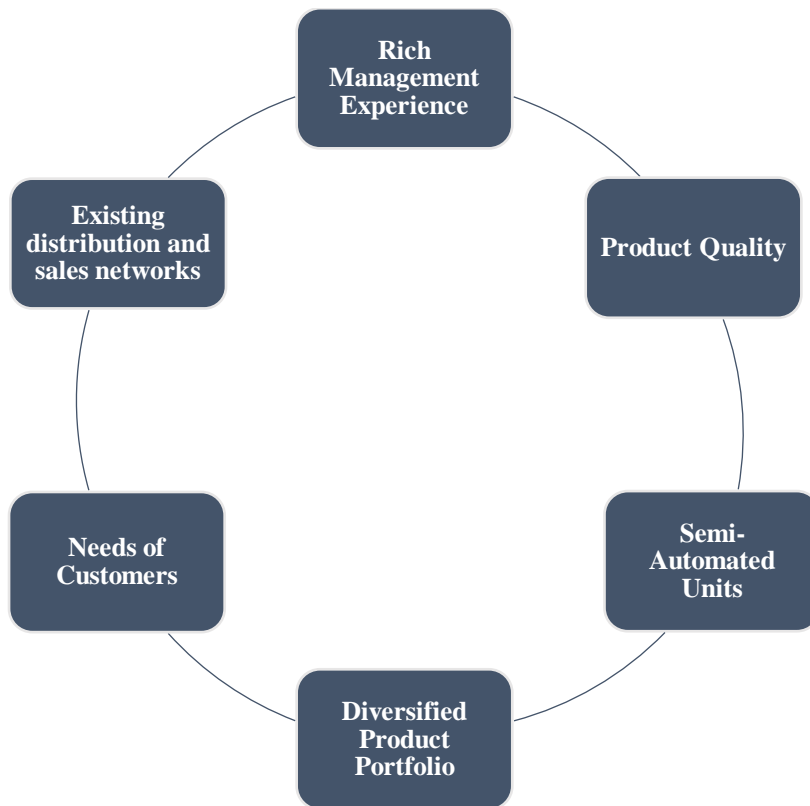 Rich
Management
Experience
Product Quality
Semi-
Automated
Units
Diversified
Product
Portfolio
Needs of
Customers
Existing
distribution and
sales networks